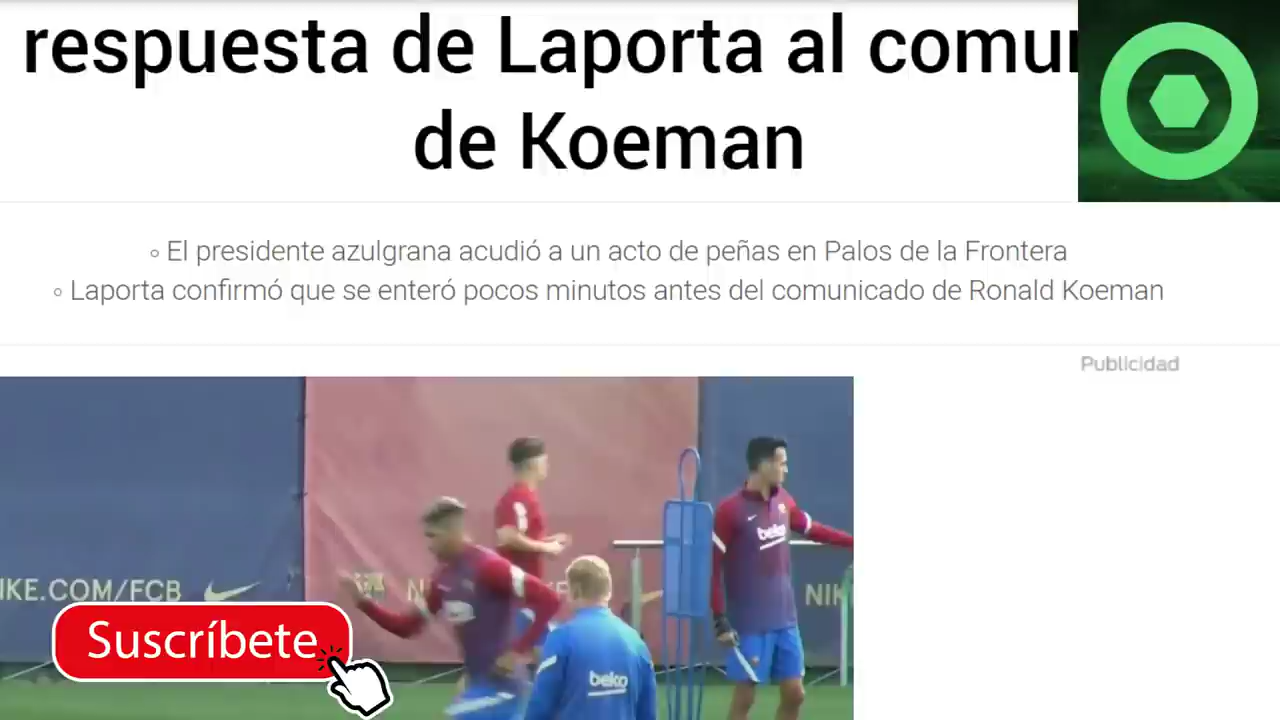 respuesta de Laporta al
de Koeman
◦ El presidente azulgrana acudió a un acto de peñas en Palos de la Frontera
◦ Laporta confirmó que se enteró pocos minutos antes del comunicado de Ronald Koeman
Publicidad
beko
NIKE.COM/FCB
NIK
Suscríbete
beko